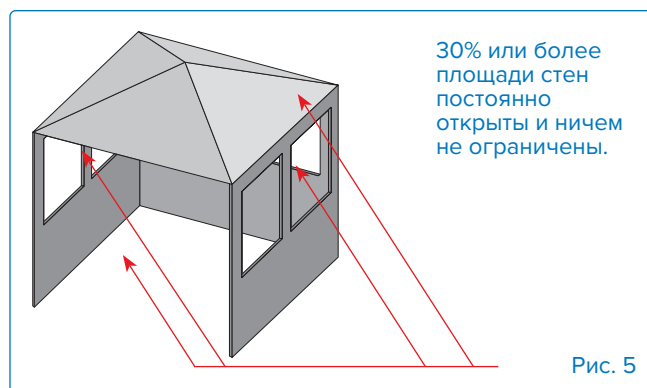 30% или более
площади стен
постоянно
открыты и ничем
не ограничены.
Рис. 5